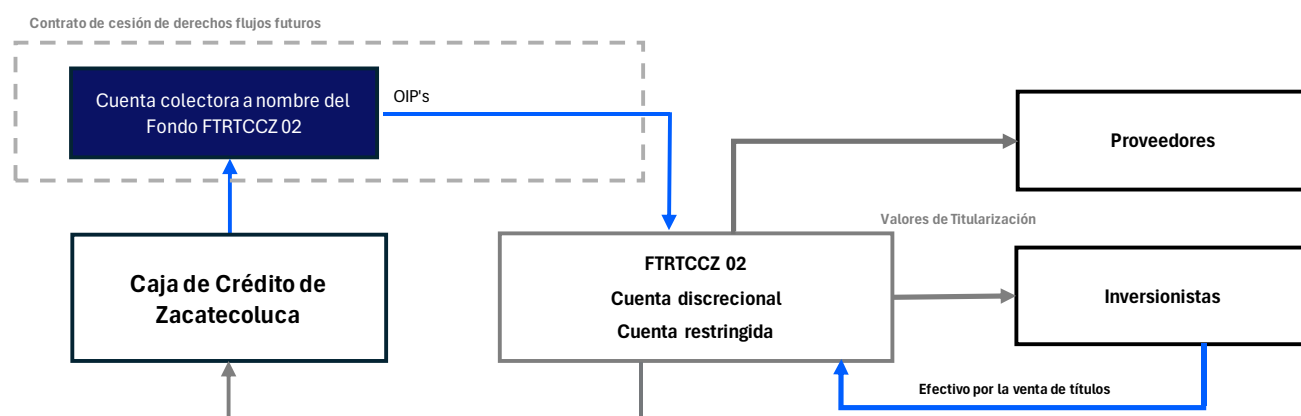 Contrato de cesión de derechos flujos futuros
Cuenta colectora a nombre del
Fondo FTRTCCZ 02
OIP's
Proveedores
Valores de Titularización
Caja de Crédito de
Zacatecoluca
FTRTCCZ 02
Cuenta discrecional
Cuenta restringida
Inversionistas
Efectivo por la venta de títulos